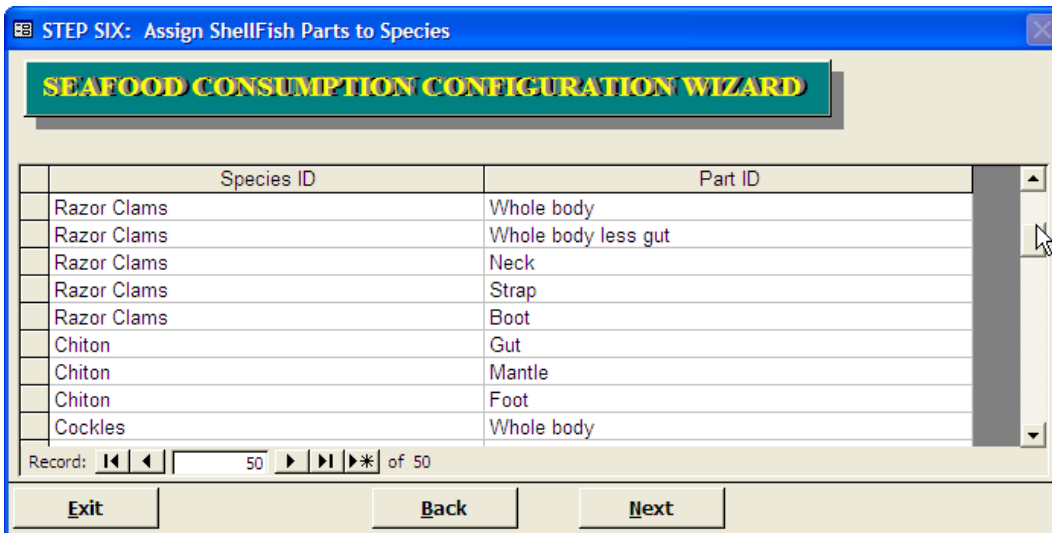 STEP SIX:  Assign ShellFish Parts to Species
SEAFOOD CONSUMPTION CONFIGURATION WIZARD
Species ID Part ID
Razor Clams Whole body
Razor Clams Whole body less gut
Razor Clams Neck
Razor Clams Strap
Razor Clams Boot
Chiton Gut
Chiton Mantle
Chiton Foot
Cockles Whole body
Record: 50 of 50
Exit Back Next